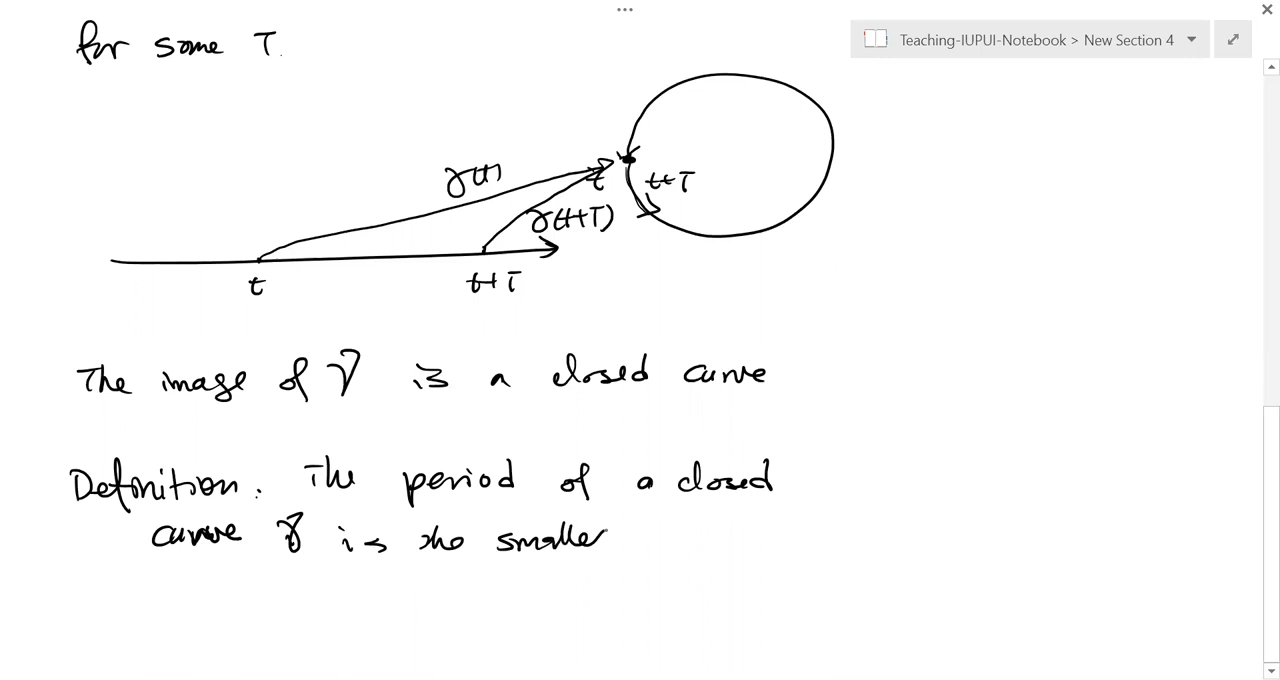 for some T.
Teaching-IUPUI-Notebook > New Section 4
γ(t)
t
t+T
γ(t+T)
t
t+T
The image of γ is a closed curve
Definition. The period of a closed
curve γ is the smaller